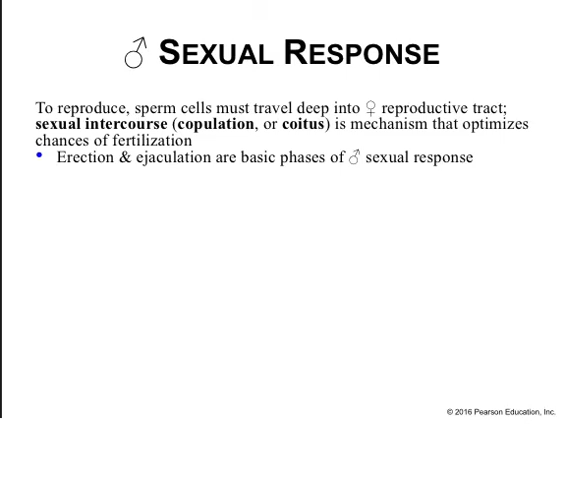 ♂ SEXUAL RESPONSE
To reproduce, sperm cells must travel deep into ♀ reproductive tract;
sexual intercourse (copulation, or coitus) is mechanism that optimizes
chances of fertilization
• Erection & ejaculation are basic phases of ♂ sexual response
© 2016 Pearson Education, Inc.